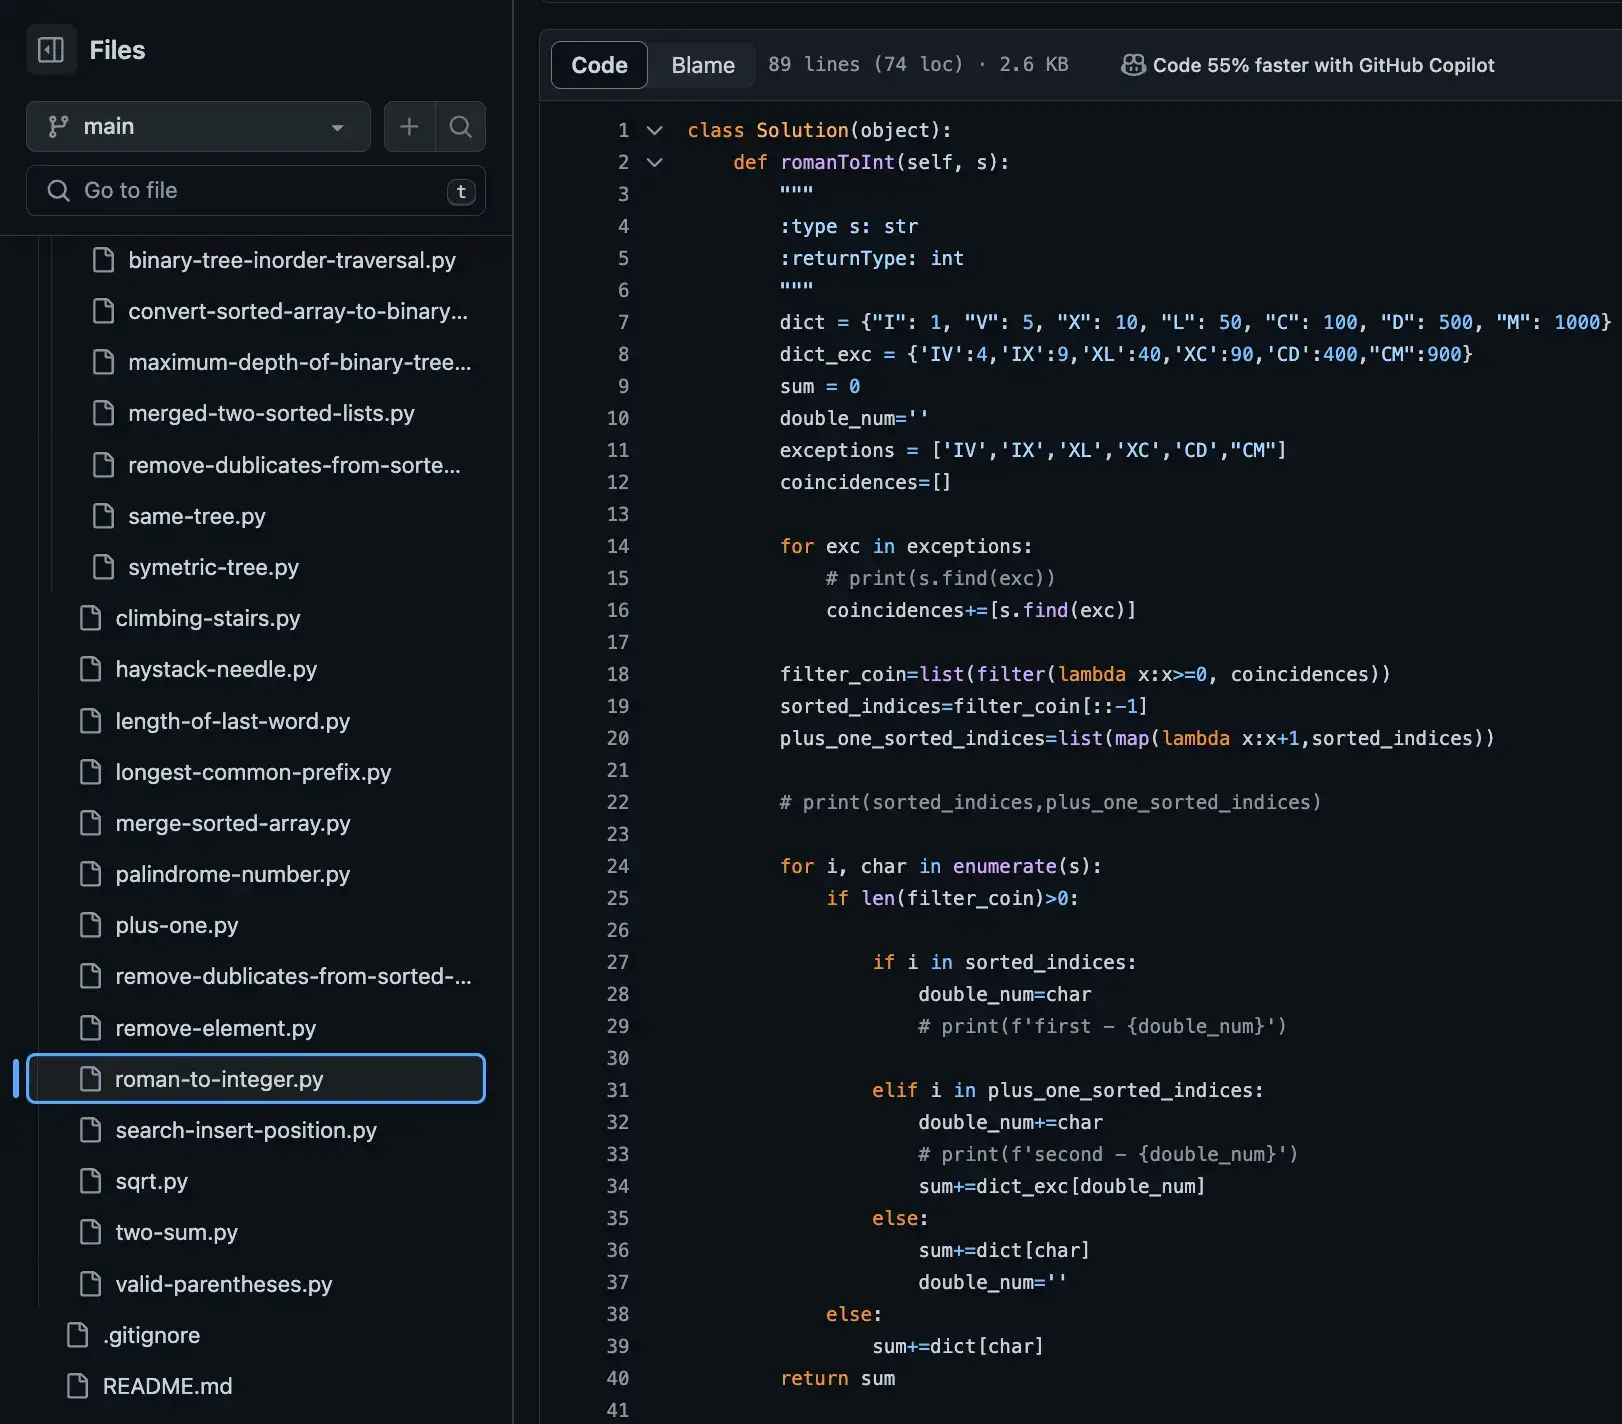 Files
main
Go to file
t
binary-tree-inorder-traversal.py
convert-sorted-array-to-binary...
maximum-depth-of-binary-tree...
merged-two-sorted-lists.py
remove-dublicates-from-sorte...
same-tree.py
symetric-tree.py
climbing-stairs.py
haystack-needle.py
length-of-last-word.py
longest-common-prefix.py
merge-sorted-array.py
palindrome-number.py
plus-one.py
remove-dublicates-from-sorted-...
remove-element.py
roman-to-integer.py
search-insert-position.py
sqrt.py
two-sum.py
valid-parentheses.py
.gitignore
README.md
Code Blame 89 lines (74 loc) · 2.6 KB Code 55% faster with GitHub Copilot
1 class Solution(object):
2     def romanToInt(self, s):
3         """
4         :type s: str
5         :returnType: int
6         """
7         dict = {"I": 1, "V": 5, "X": 10, "L": 50, "C": 100, "D": 500, "M": 1000}
8         dict_exc = {'IV':4,'IX':9,'XL':40,'XC':90,'CD':400,"CM":900}
9         sum = 0
10         double_num=''
11         exceptions = ['IV','IX','XL','XC','CD',"CM"]
12         coincidences=[]
13
14         for exc in exceptions:
15             # print(s.find(exc))
16             coincidences+=[s.find(exc)]
17
18         filter_coin=list(filter(lambda x:x>=0, coincidences))
19         sorted_indices=filter_coin[::-1]
20         plus_one_sorted_indices=list(map(lambda x:x+1,sorted_indices))
21
22         # print(sorted_indices,plus_one_sorted_indices)
23
24         for i, char in enumerate(s):
25             if len(filter_coin)>0:
26
27                 if i in sorted_indices:
28                     double_num=char
29                     # print(f'first - {double_num}')
30
31                 elif i in plus_one_sorted_indices:
32                     double_num+=char
33                     # print(f'second - {double_num}')
34                     sum+=dict_exc[double_num]
35                 else:
36                     sum+=dict[char]
37                     double_num=''
38             else:
39                 sum+=dict[char]
40         return sum
41